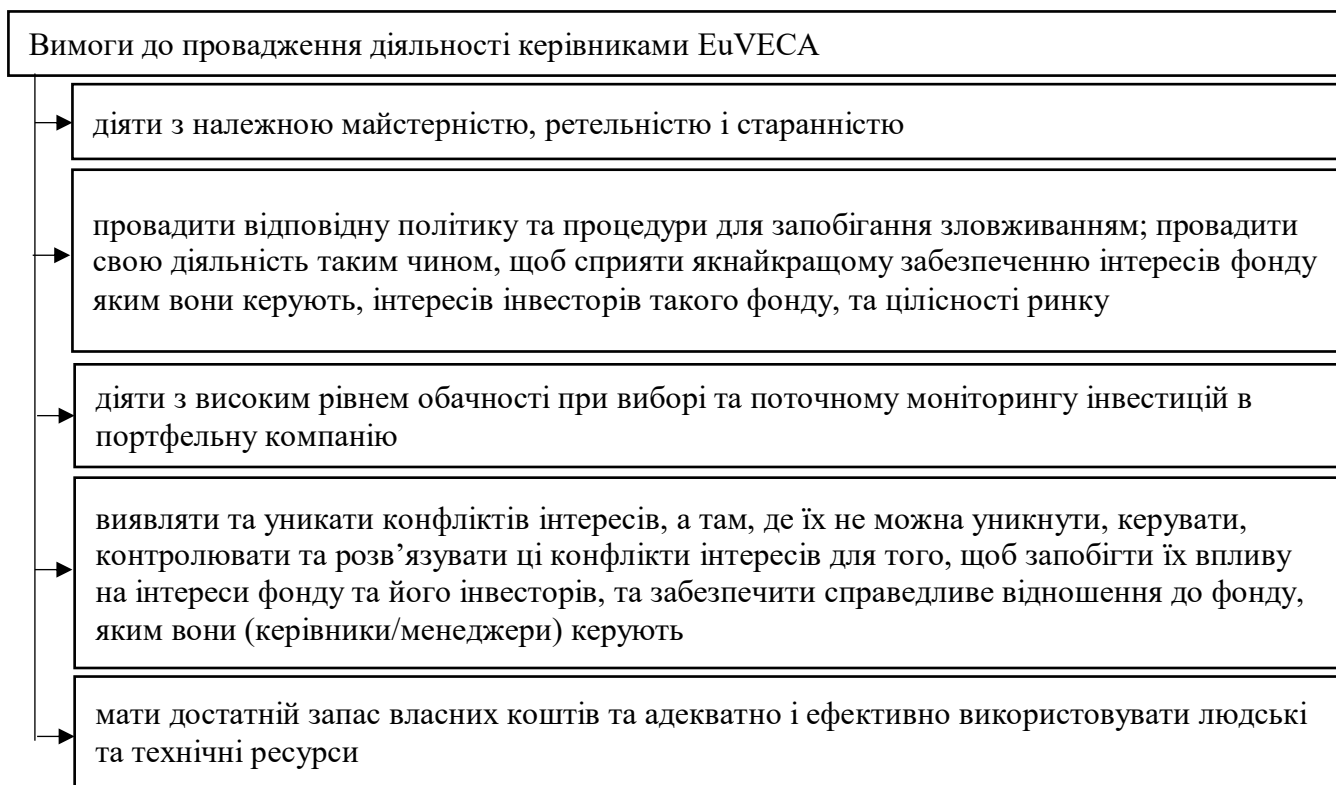 Вимоги до провадження діяльності керівниками EuVECA
діяти з належною майстерністю, ретельністю і старанністю
провадити відповідну політику та процедури для запобігання зловживанням; провадити
свою діяльність таким чином, щоб сприяти якнайкращому забезпеченню інтересів фонду
яким вони керують, інтересів інвесторів такого фонду, та цілісності ринку
діяти з високим рівнем обачності при виборі та поточному моніторингу інвестицій в
портфельну компанію
виявляти та уникати конфліктів інтересів, а там, де їх не можна уникнути, керувати,
контролювати та розв’язувати ці конфлікти інтересів для того, щоб запобігти їх впливу
на інтереси фонду та його інвесторів, та забезпечити справедливе відношення до фонду,
яким вони (керівники/менеджери) керують
мати достатній запас власних коштів та адекватно і ефективно використовувати людські
та технічні ресурси